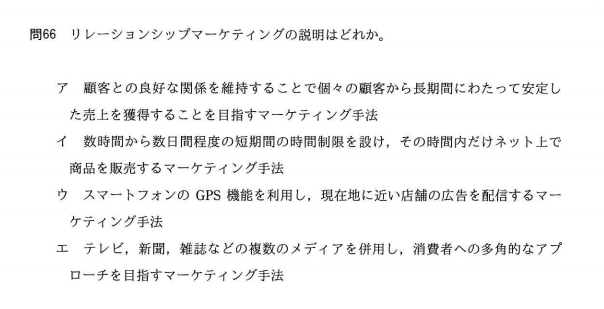 問66 リレーションシップマーケティングの説明はどれか。
ア 顧客との良好な関係を維持することで個々の顧客から長期間にわたって安定し
た売上を獲得することを目指すマーケティング手法
イ 数時間から数日間程度の短期間の時間制限を設け，その時間内だけネット上で
商品を販売するマーケティング手法
ウ スマートフォンの GPS 機能を利用し，現在地に近い店舗の広告を配信するマー
ケティング手法
エ テレビ，新聞，雑誌などの複数のメディアを併用し，消費者への多角的なアプ
ローチを目指すマーケティング手法